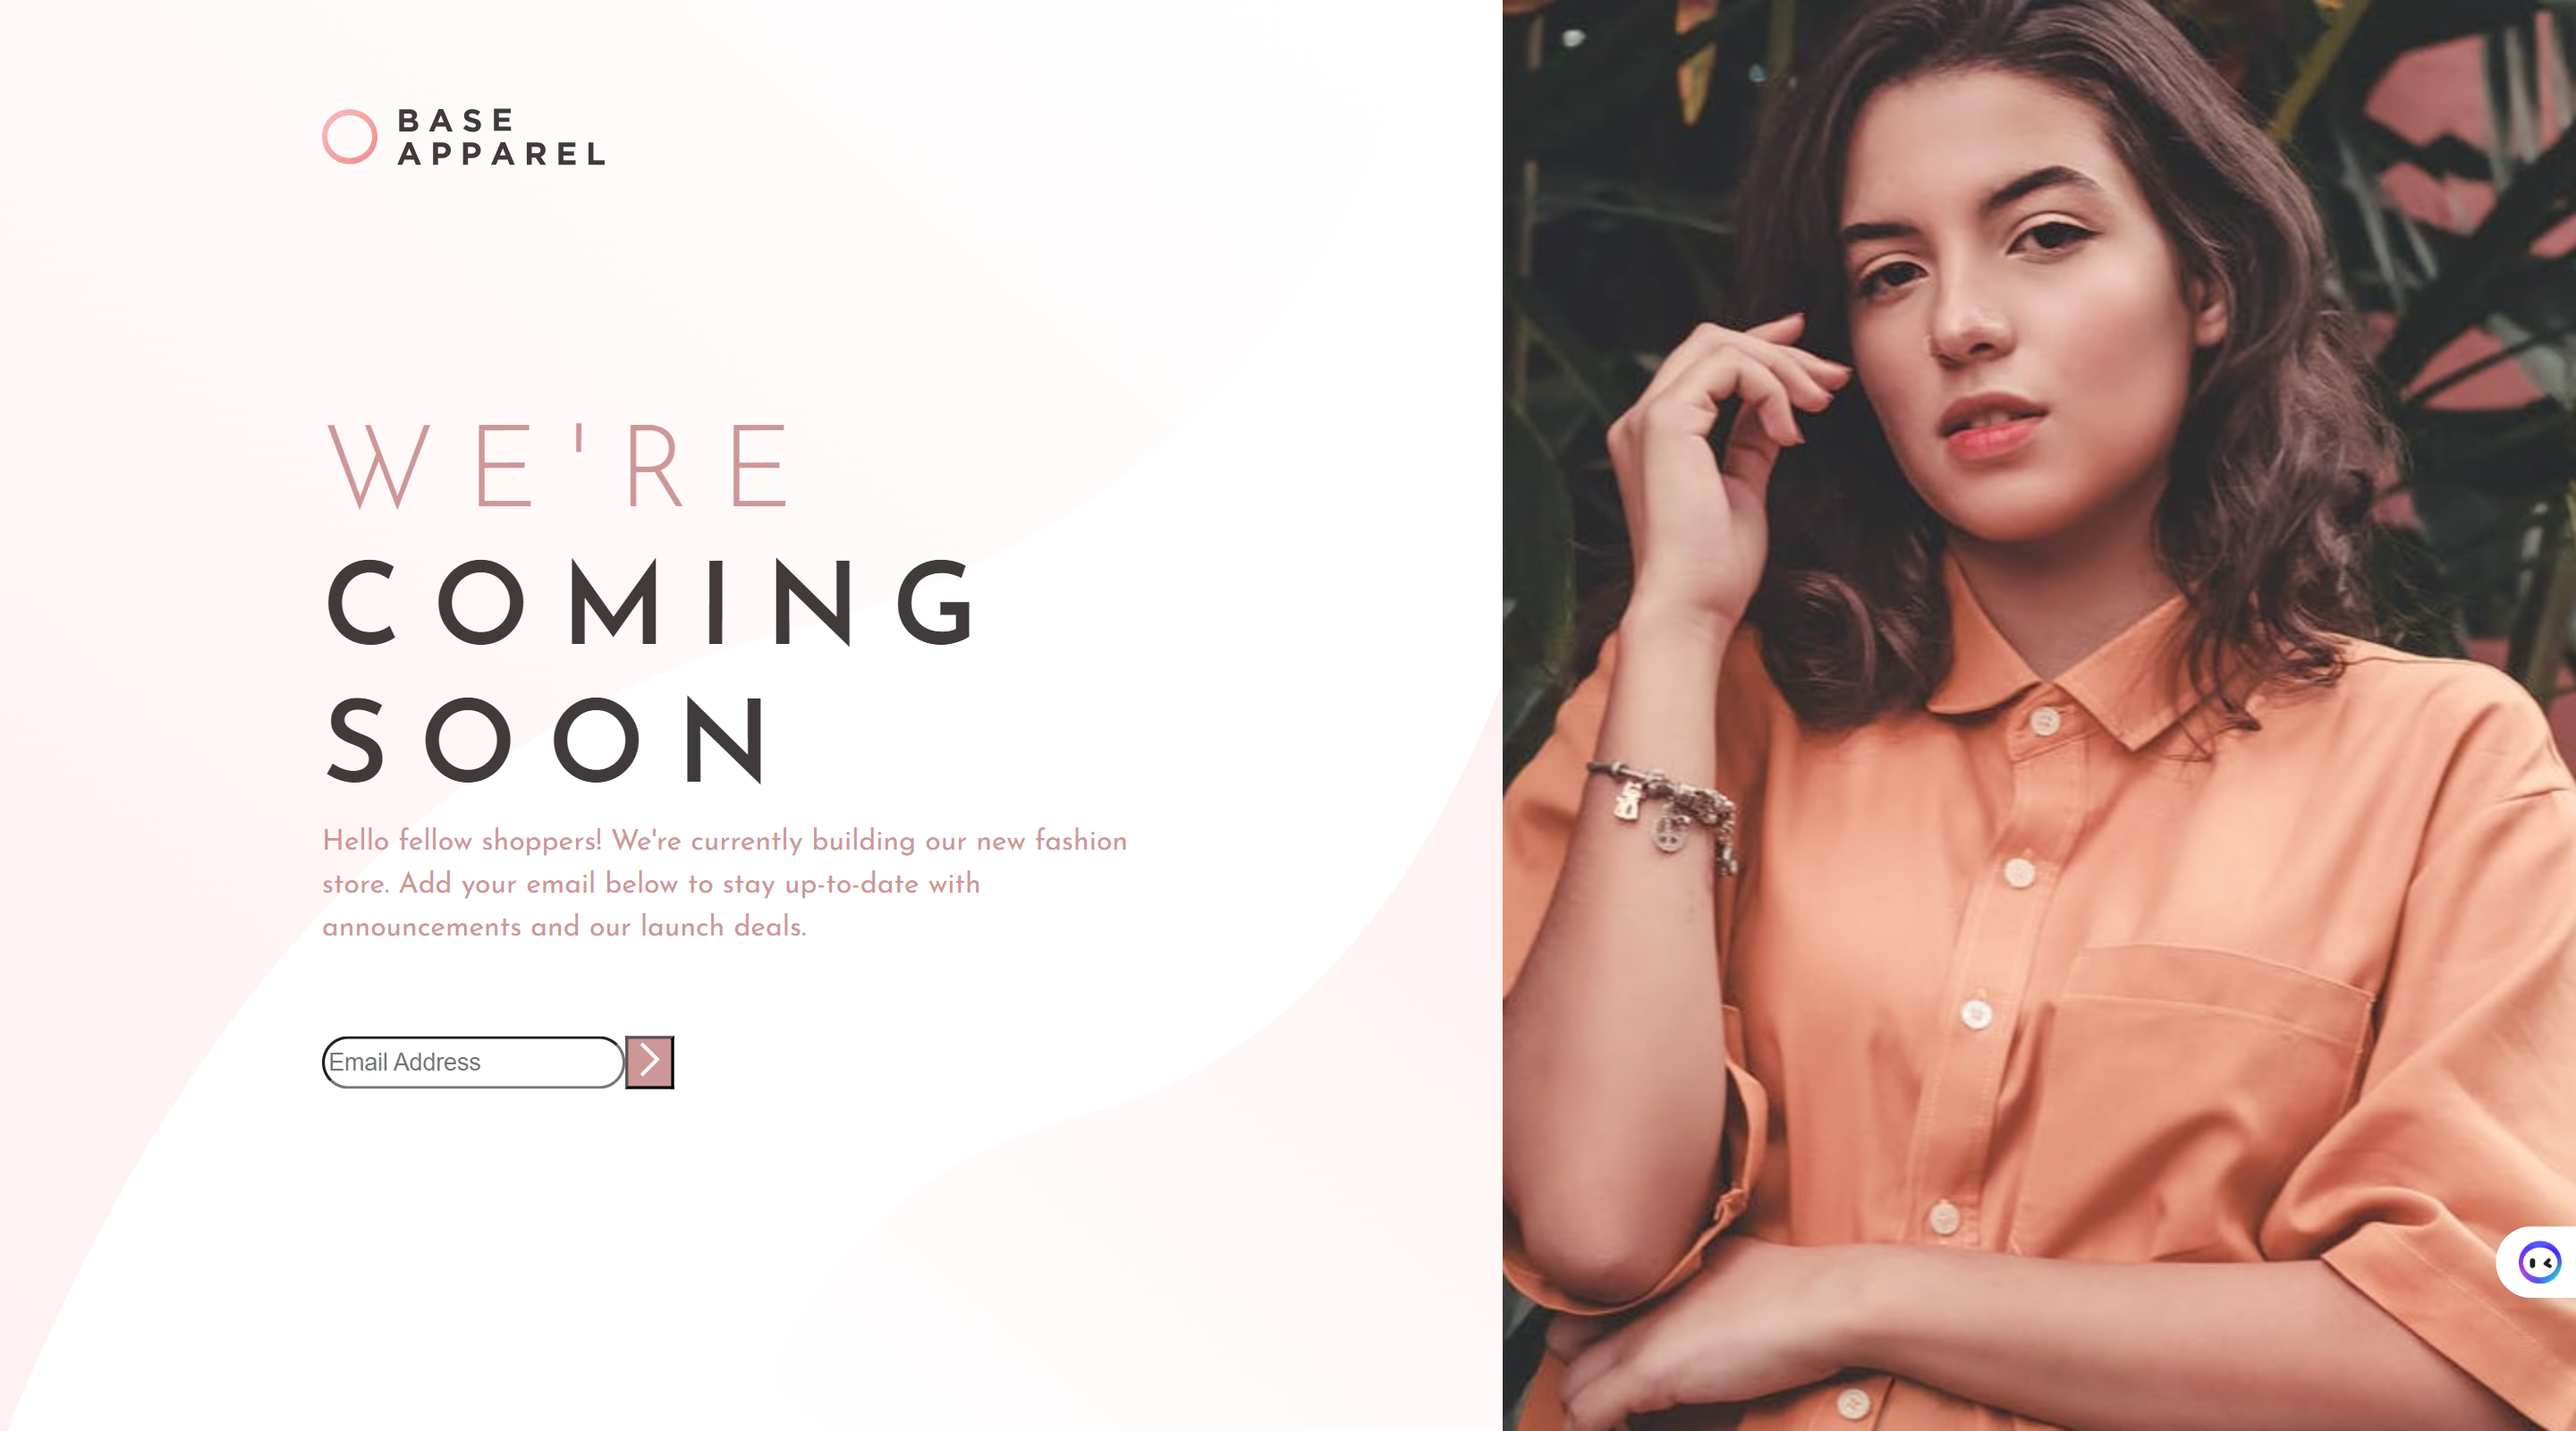 BASE
APPAREL
WE'RE
COMING
SOON
Hello fellow shoppers! We're currently building our new fashion
store. Add your email below to stay up-to-date with
announcements and our launch deals.
Email Address